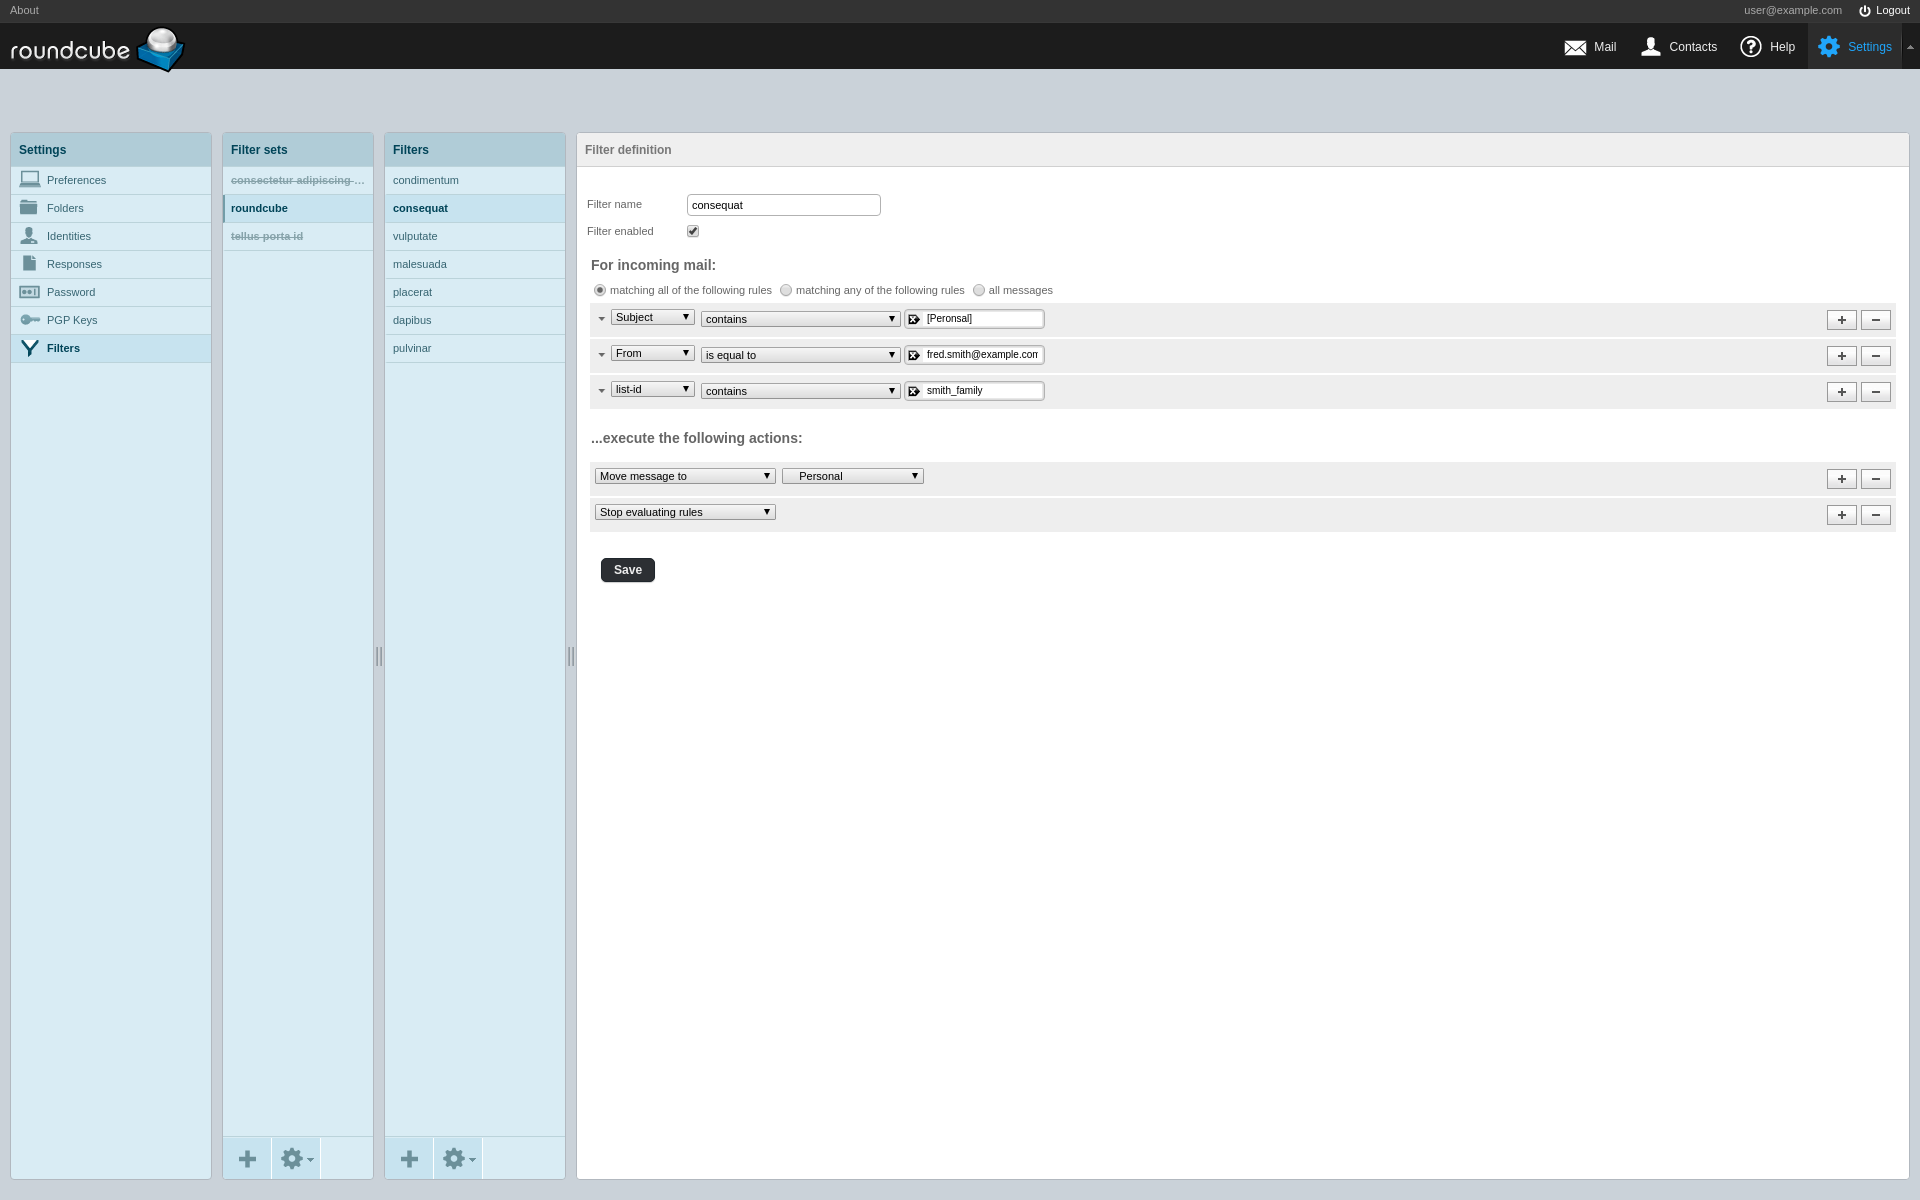 About
user@example.com Logout
roundcube
Mail Contacts Help Settings
Settings
Preferences
Folders
Identities
Responses
Password
PGP Keys
Filters
Filter sets
consectetur adipiscing ...
roundcube
tellus porta id
Filters
condimentum
consequat
vulputate
malesuada
placerat
dapibus
pulvinar
Filter definition
Filter name consequat
Filter enabled
For incoming mail:
matching all of the following rules matching any of the following rules all messages
Subject contains [Peronsal]
From is equal to fred.smith@example.com
list-id contains smith_family
...execute the following actions:
Move message to Personal
Stop evaluating rules
Save